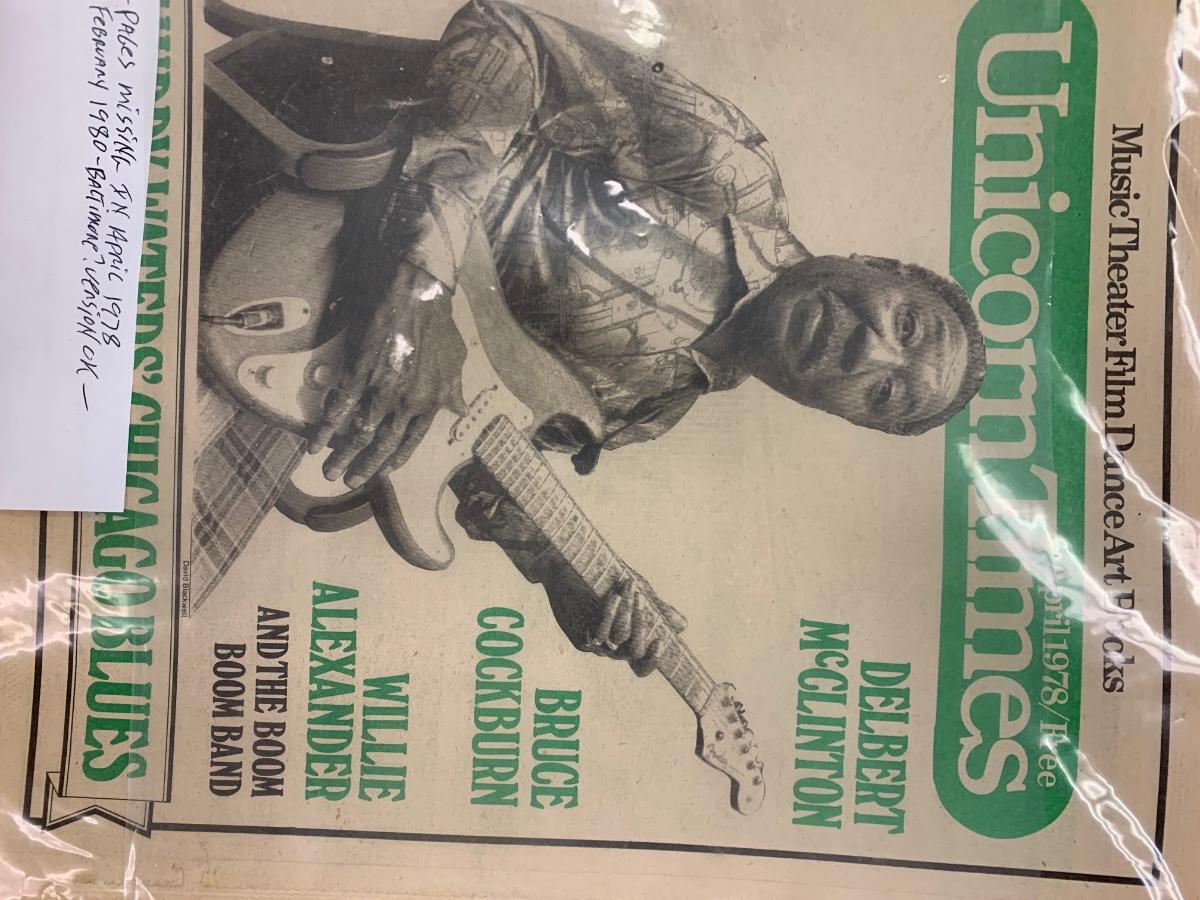 Music Theater Film Dance Art Books
Unicorn Times
April 1978/Free
DELBERT
McCLINTON
BRUCE
COCKBURN
WILLIE
ALEXANDER
AND THE BOOM
BOOM BAND
David Blackwell
WATERS' CHICAGO BLUES
- PAGES MISSING IN APRIL 1978
FEBRUARY 1980 - BALTIMORE? VERSION OK —